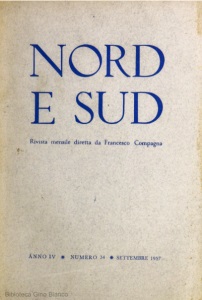 NORD
E SUD
Rivista mensile diretta da Francesco Compagna
ANNO IV * NUMERO 34 * SETTEMBRE 1957
Biblioteca Gino Bianco